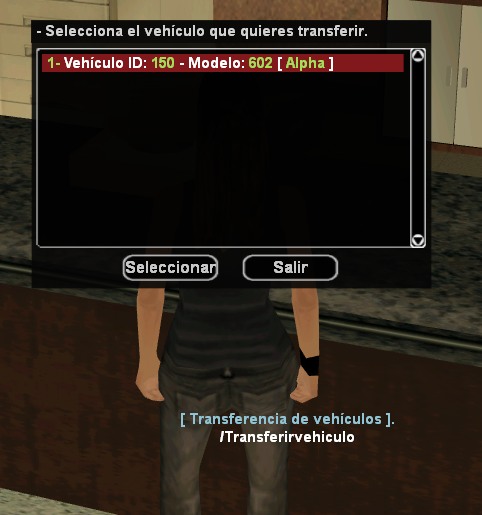 - Selecciona el vehículo que quieres transferir.
1- Vehículo ID: 150 - Modelo: 602 [ Alpha ]
Seleccionar Salir
[ Transferencia de vehículos ].
/Transferirvehiculo